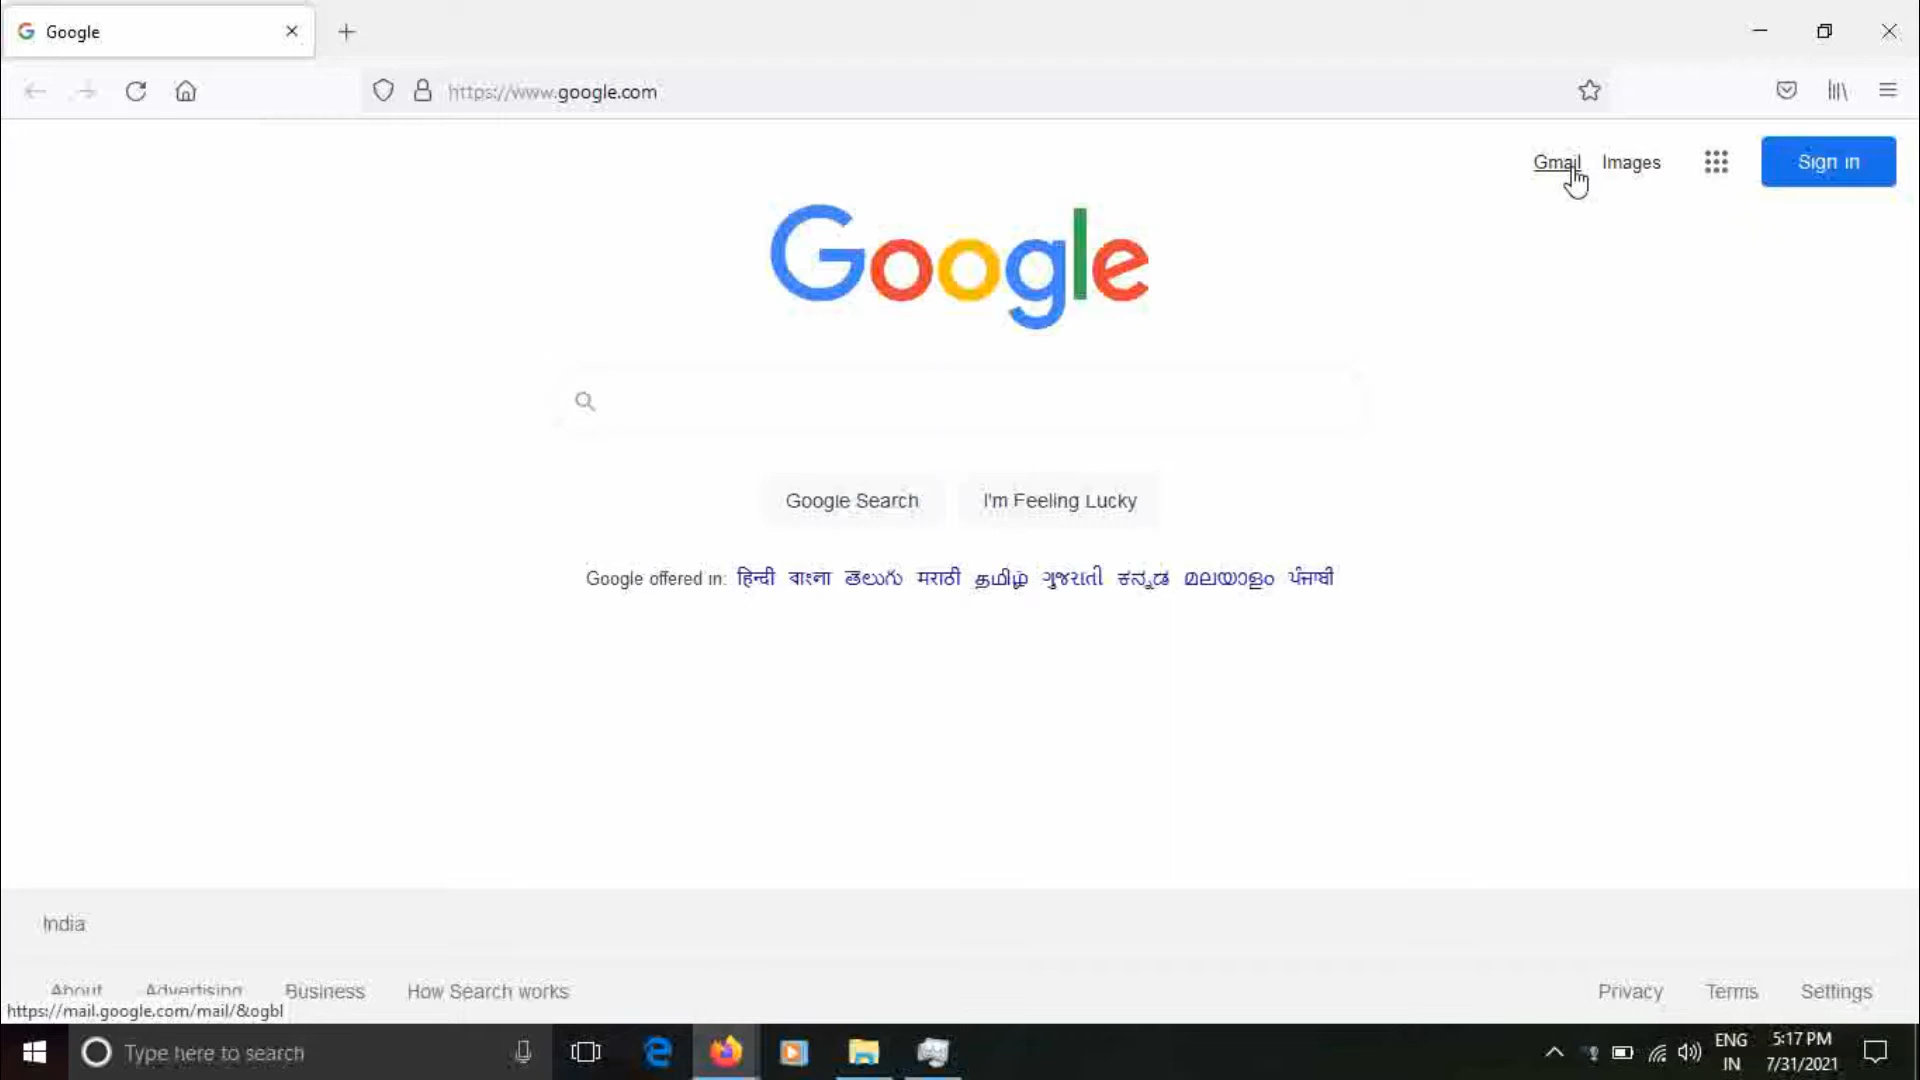 Google
https://www.google.com
Gmail Images Sign in
Google
Google Search I'm Feeling Lucky
Google offered in: हिन्दी বাংলা తెలుగు मराठी தமிழ் ગુજરાતી ಕನ್ನಡ മലയാളം ਪੰਜਾਬੀ
India
About Advertising Business How Search works Privacy Terms Settings
https://mail.google.com/mail/&ogbl
Type here to search
ENG
IN
5:17 PM
7/31/2021